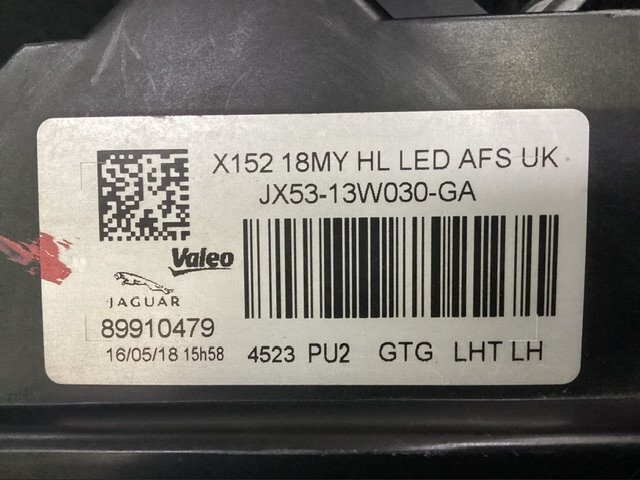 X152 18MY HL LED AFS UK
JX53-13W030-GA
Valeo
JAGUAR
89910479
16/05/18 15h58
4523 PU2 GTG LHT LH